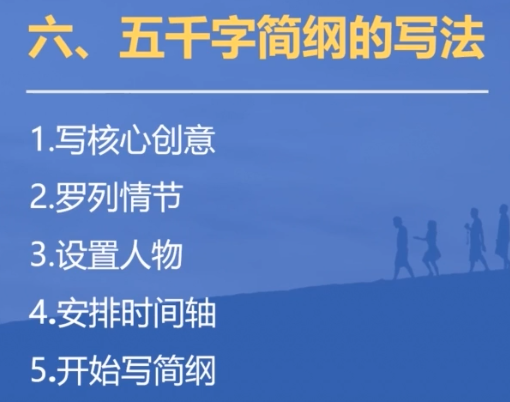 六、五千字简纲的写法
1.写核心创意
2.罗列情节
3.设置人物
4.安排时间轴
5.开始写简纲